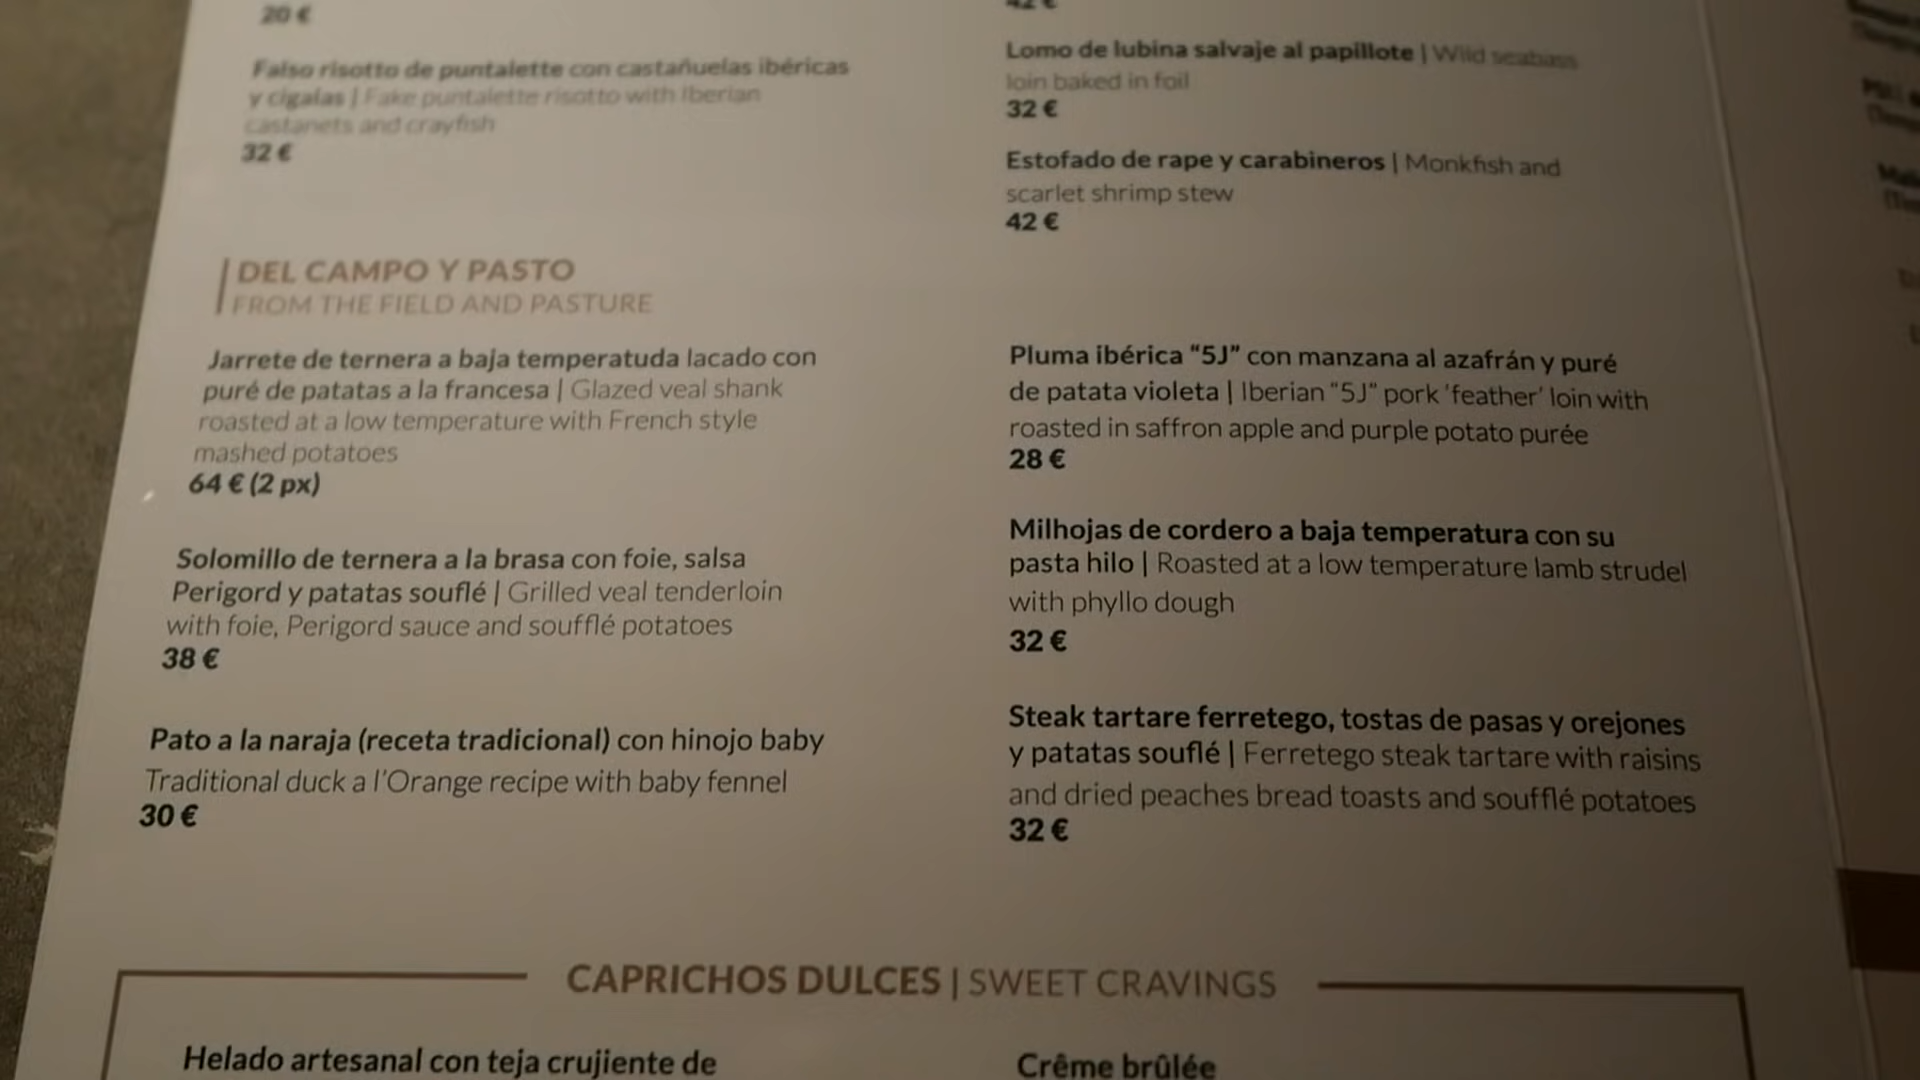 20 €
Falso risotto de puntalette con castañuelas ibéricas
y cigalas | Fake puntalette risotto with Iberian
castanets and crayfish
32 €
42 €
Lomo de lubina salvaje al papillote | Wild seabass
loin baked in foil
32 €
Estofado de rape y carabineros | Monkfish and
scarlet shrimp stew
42 €
DEL CAMPO Y PASTO
FROM THE FIELD AND PASTURE
Jarrete de ternera a baja temperatuda lacado con
puré de patatas a la francesa | Glazed veal shank
roasted at a low temperature with French style
mashed potatoes
64 € (2 px)
Solomillo de ternera a la brasa con foie, salsa
Perigord y patatas souflé | Grilled veal tenderloin
with foie, Perigord sauce and soufflé potatoes
38 €
Pato a la naraja (receta tradicional) con hinojo baby
Traditional duck a l'Orange recipe with baby fennel
30 €
Pluma ibérica “5J” con manzana al azafrán y puré
de patata violeta | Iberian “5J” pork ‘feather’ loin with
roasted in saffron apple and purple potato purée
28 €
Milhojas de cordero a baja temperatura con su
pasta hilo | Roasted at a low temperature lamb strudel
with phyllo dough
32 €
Steak tartare ferretego, tostas de pasas y orejones
y patatas souflé | Ferretego steak tartare with raisins
and dried peaches bread toasts and soufflé potatoes
32 €
CAPRICHOS DULCES | SWEET CRAVINGS
Helado artesanal con teja crujiente de
Crême brûlée